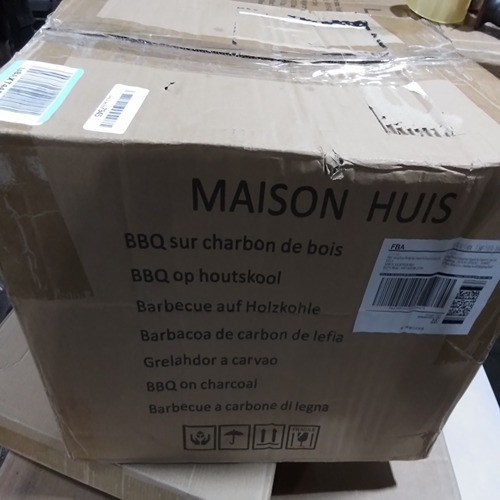 MAISON HUIS
BBQ sur charbon de bois
BBQ op houtskool
Barbecue auf Holzkohle
Barbacoa de carbon de lefia
Grelahdor a carvao
BBQ on charcoal
Barbecue a carbone di legna
FBA
FRAGILE